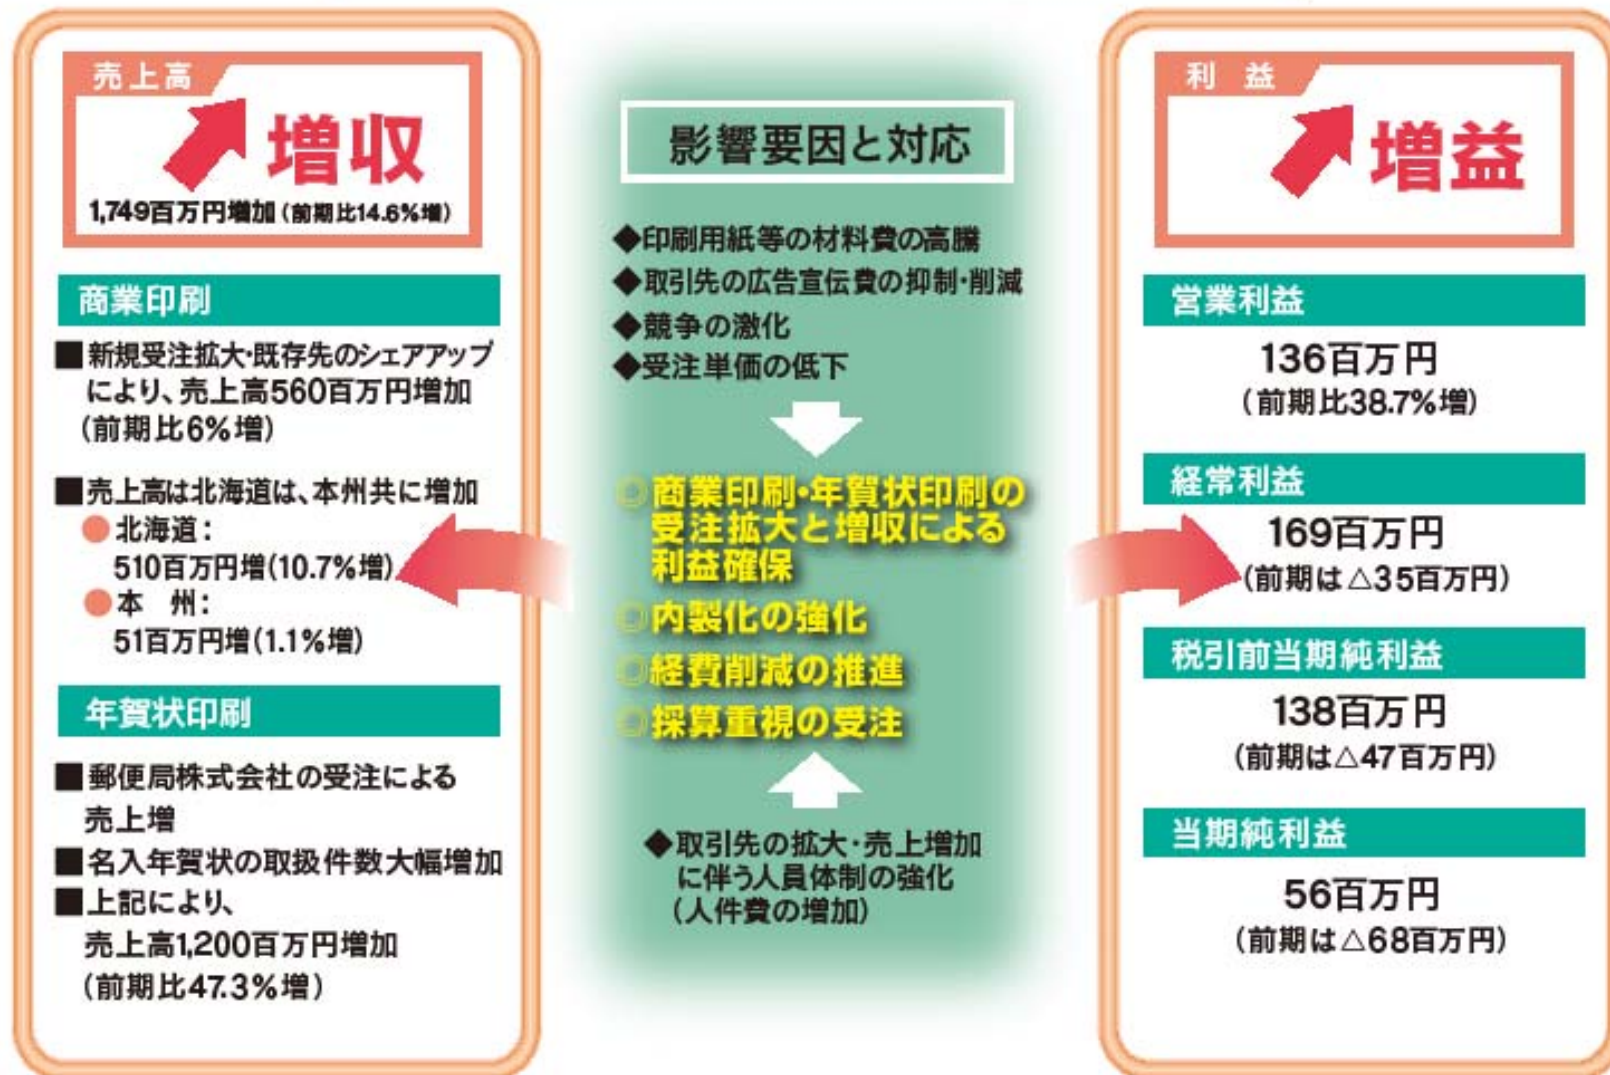 売上高
増収
1,749百万円増加(前期比14.6%増)
商業印刷
■新規受注拡大・既存先のシェアアップ
により、売上高560百万円増加
(前期比6%増)
■売上高は北海道は、本州共に増加
●北海道:
510百万円増(10.7%増)
●本 州:
51百万円増(1.1%増)
年賀状印刷
■郵便局株式会社の受注による
売上増
■名入年賀状の取扱件数大幅増加
■上記により、
売上高1,200百万円増加
(前期比47.3%増)
影響要因と対応
◆印刷用紙等の材料費の高騰
◆取引先の広告宣伝費の抑制・削減
◆競争の激化
◆受注単価の低下
◎商業印刷・年賀状印刷の
受注拡大と増収による
利益確保
◎内製化の強化
◎経費削減の推進
◎採算重視の受注
◆取引先の拡大・売上増加
に伴う人員体制の強化
(人件費の増加)
利 益
増益
営業利益
136百万円
(前期比38.7%増)
経常利益
169百万円
(前期は△35百万円)
税引前当期純利益
138百万円
(前期は△47百万円)
当期純利益
56百万円
(前期は△68百万円)